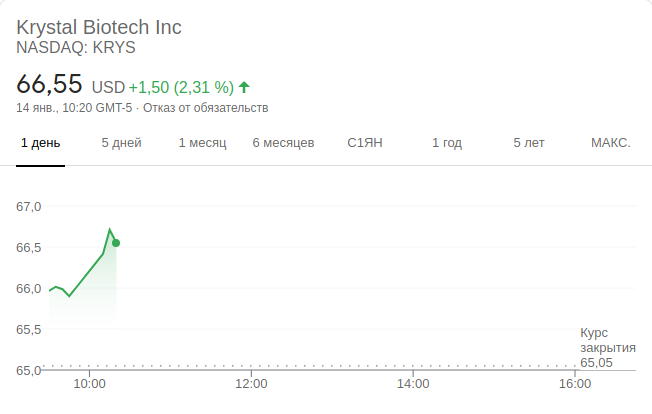 Krystal Biotech Inc
NASDAQ: KRYS
66,55 USD +1,50 (2,31 %)
14 янв., 10:20 GMT-5 · Отказ от обязательств
1 день 5 дней 1 месяц 6 месяцев С1ЯН 1 год 5 лет МАКС.
67,0
66,5
66,0
65,5
65,0
Курс
закрытия
65,05
10:00 12:00 14:00 16:00